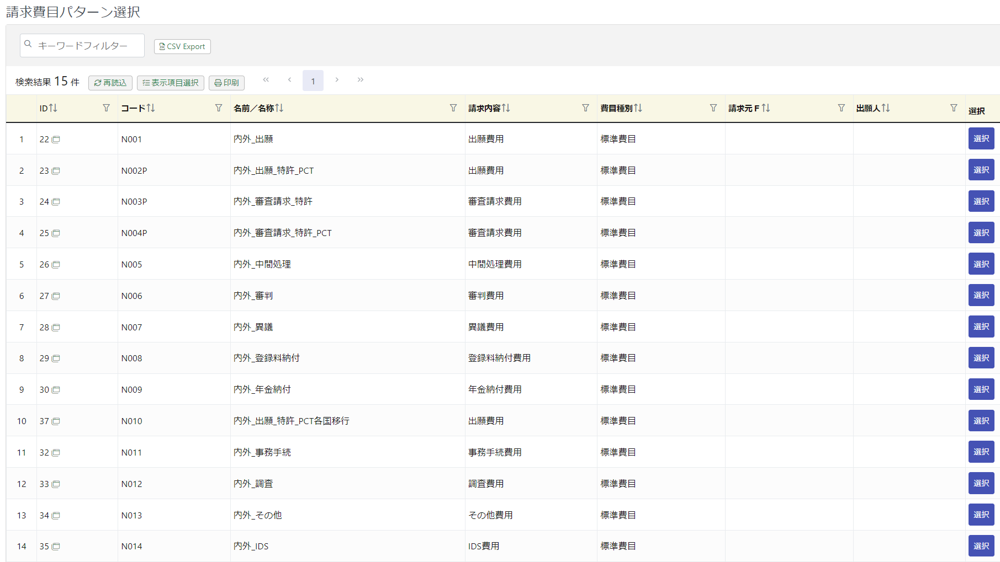 請求費目パターン選択
キーワードフィルター CSV Export
検索結果 15 件 再読込 表示項目選択 印刷 « ‹ 1 › »
ID コード 名前／名称 請求内容 費目種別 請求元F 出願人 選択
1 22 N001 内外_出願 出願費用 標準費目 選択
2 23 N002P 内外_出願_特許_PCT 出願費用 標準費目 選択
3 24 N003P 内外_審査請求_特許 審査請求費用 標準費目 選択
4 25 N004P 内外_審査請求_特許_PCT 審査請求費用 標準費目 選択
5 26 N005 内外_中間処理 中間処理費用 標準費目 選択
6 27 N006 内外_審判 審判費用 標準費目 選択
7 28 N007 内外_異議 異議費用 標準費目 選択
8 29 N008 内外_登録料納付 登録料納付費用 標準費目 選択
9 30 N009 内外_年金納付 年金納付費用 標準費目 選択
10 37 N010 内外_出願_特許_PCT各国移行 出願費用 標準費目 選択
11 32 N011 内外_事務手続 事務手続費用 標準費目 選択
12 33 N012 内外_調査 調査費用 標準費目 選択
13 34 N013 内外_その他 その他費用 標準費目 選択
14 35 N014 内外_IDS IDS費用 標準費目 選択